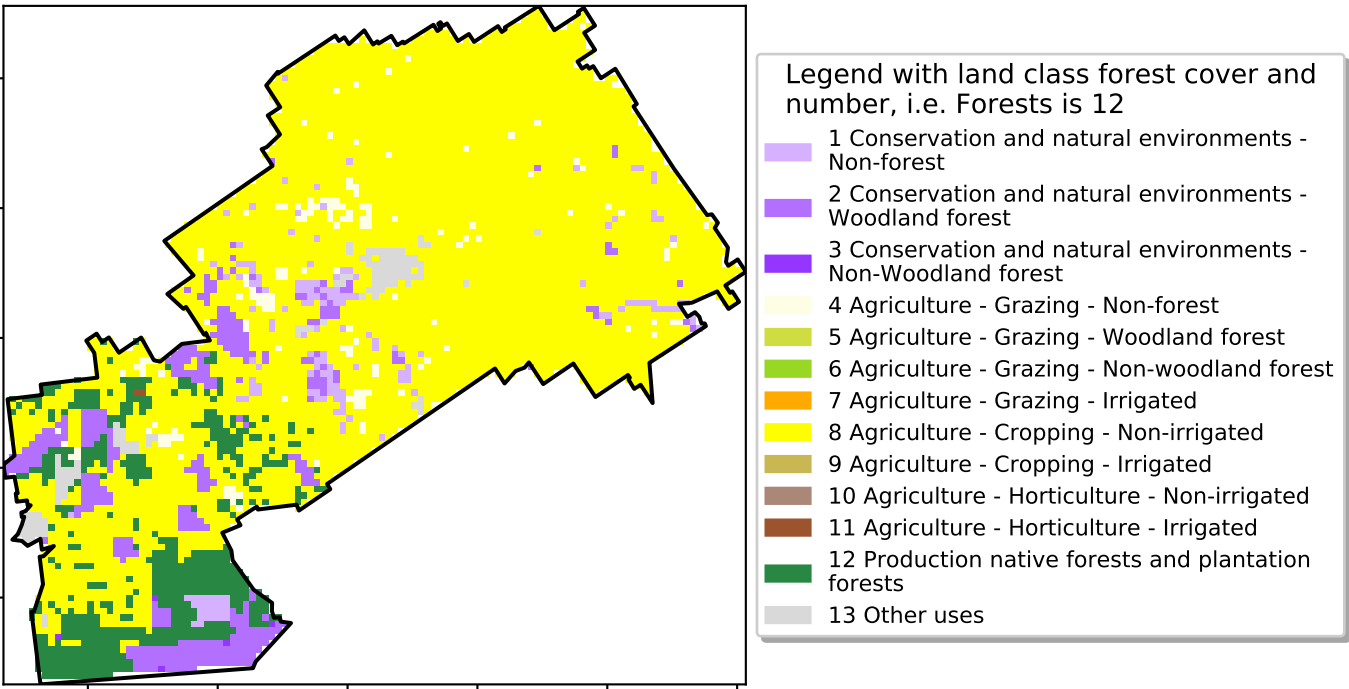 Legend with land class forest cover and
number, i.e. Forests is 12
1 Conservation and natural environments -
Non-forest
2 Conservation and natural environments -
Woodland forest
3 Conservation and natural environments -
Non-Woodland forest
4 Agriculture - Grazing - Non-forest
5 Agriculture - Grazing - Woodland forest
6 Agriculture - Grazing - Non-woodland forest
7 Agriculture - Grazing - Irrigated
8 Agriculture - Cropping - Non-irrigated
9 Agriculture - Cropping - Irrigated
10 Agriculture - Horticulture - Non-irrigated
11 Agriculture - Horticulture - Irrigated
12 Production native forests and plantation
forests
13 Other uses